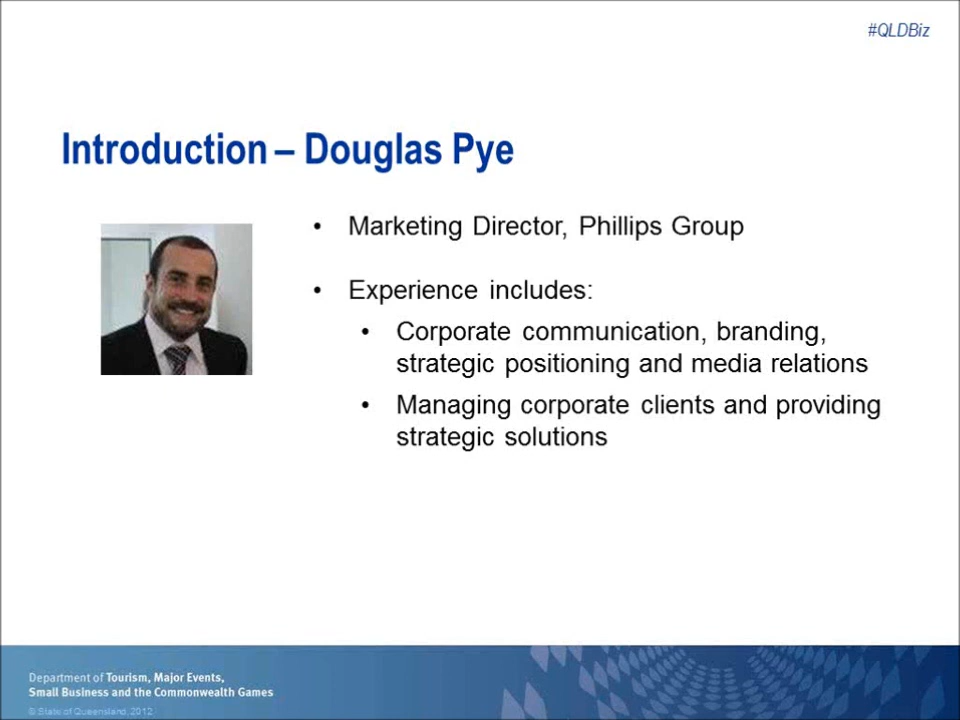 #QLDBiz
Introduction – Douglas Pye
• Marketing Director, Phillips Group
• Experience includes:
• Corporate communication, branding,
strategic positioning and media relations
• Managing corporate clients and providing
strategic solutions
Department of Tourism, Major Events,
Small Business and the Commonwealth Games
© State of Queensland, 2012